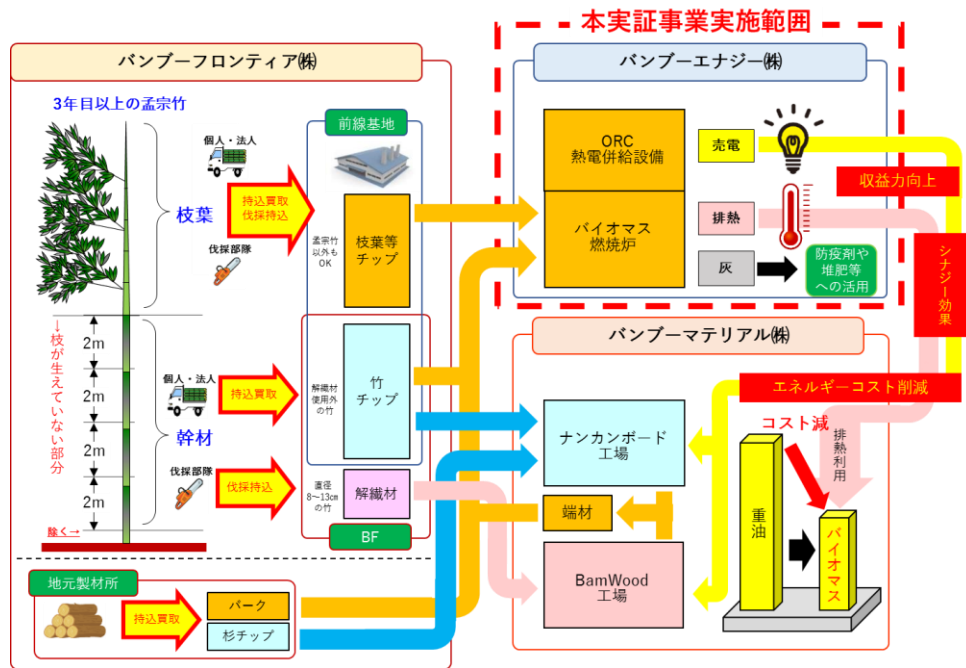 本実証事業実施範囲
バンブーフロンティア㈱
3年目以上の孟宗竹
個人・法人
枝葉
伐採部隊
持込買取
伐採持込
前線基地
孟宗竹
以外も
OK
枝葉等
チップ
↓枝が生えていない部分
2m
2m
2m
2m
除く→
個人・法人
幹材
伐採部隊
持込買取
伐採持込
解繊材
使用外
の竹
竹
チップ
直径
8～13㎝
の竹
解繊材
BF
地元製材所
持込買取
バーク
杉チップ
バンブーエナジー㈱
ORC
熱電併給設備
バイオマス
燃焼炉
売電
排熱
灰
防疫剤や
堆肥等
への活用
収益力向上
シナジー効果
バンブーマテリアル㈱
エネルギーコスト削減
ナンカンボード
工場
端材
BamWood
工場
コスト減
排熱利用
重油
バイオマス